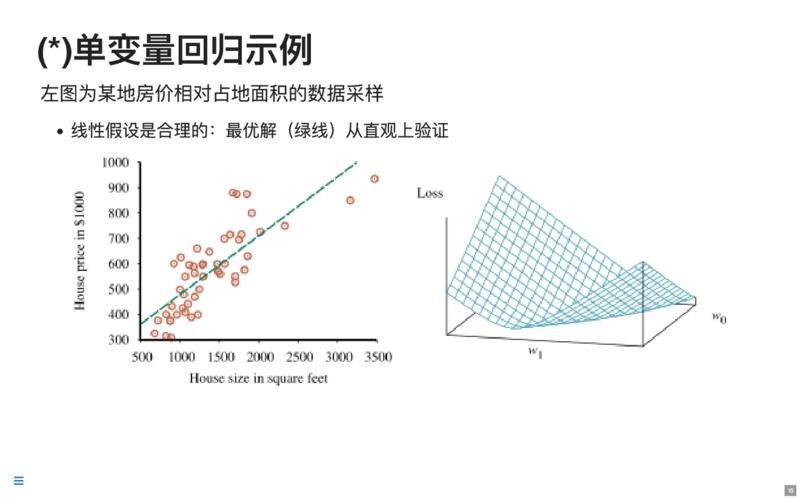 (*)单变量回归示例
左图为某地房价相对占地面积的数据采样
• 线性假设是合理的：最优解（绿线）从直观上验证
House price in $1000
1000
900
800
700
600
500
400
300
500 1000 1500 2000 2500 3000 3500
House size in square feet
Loss
w0
w1
15